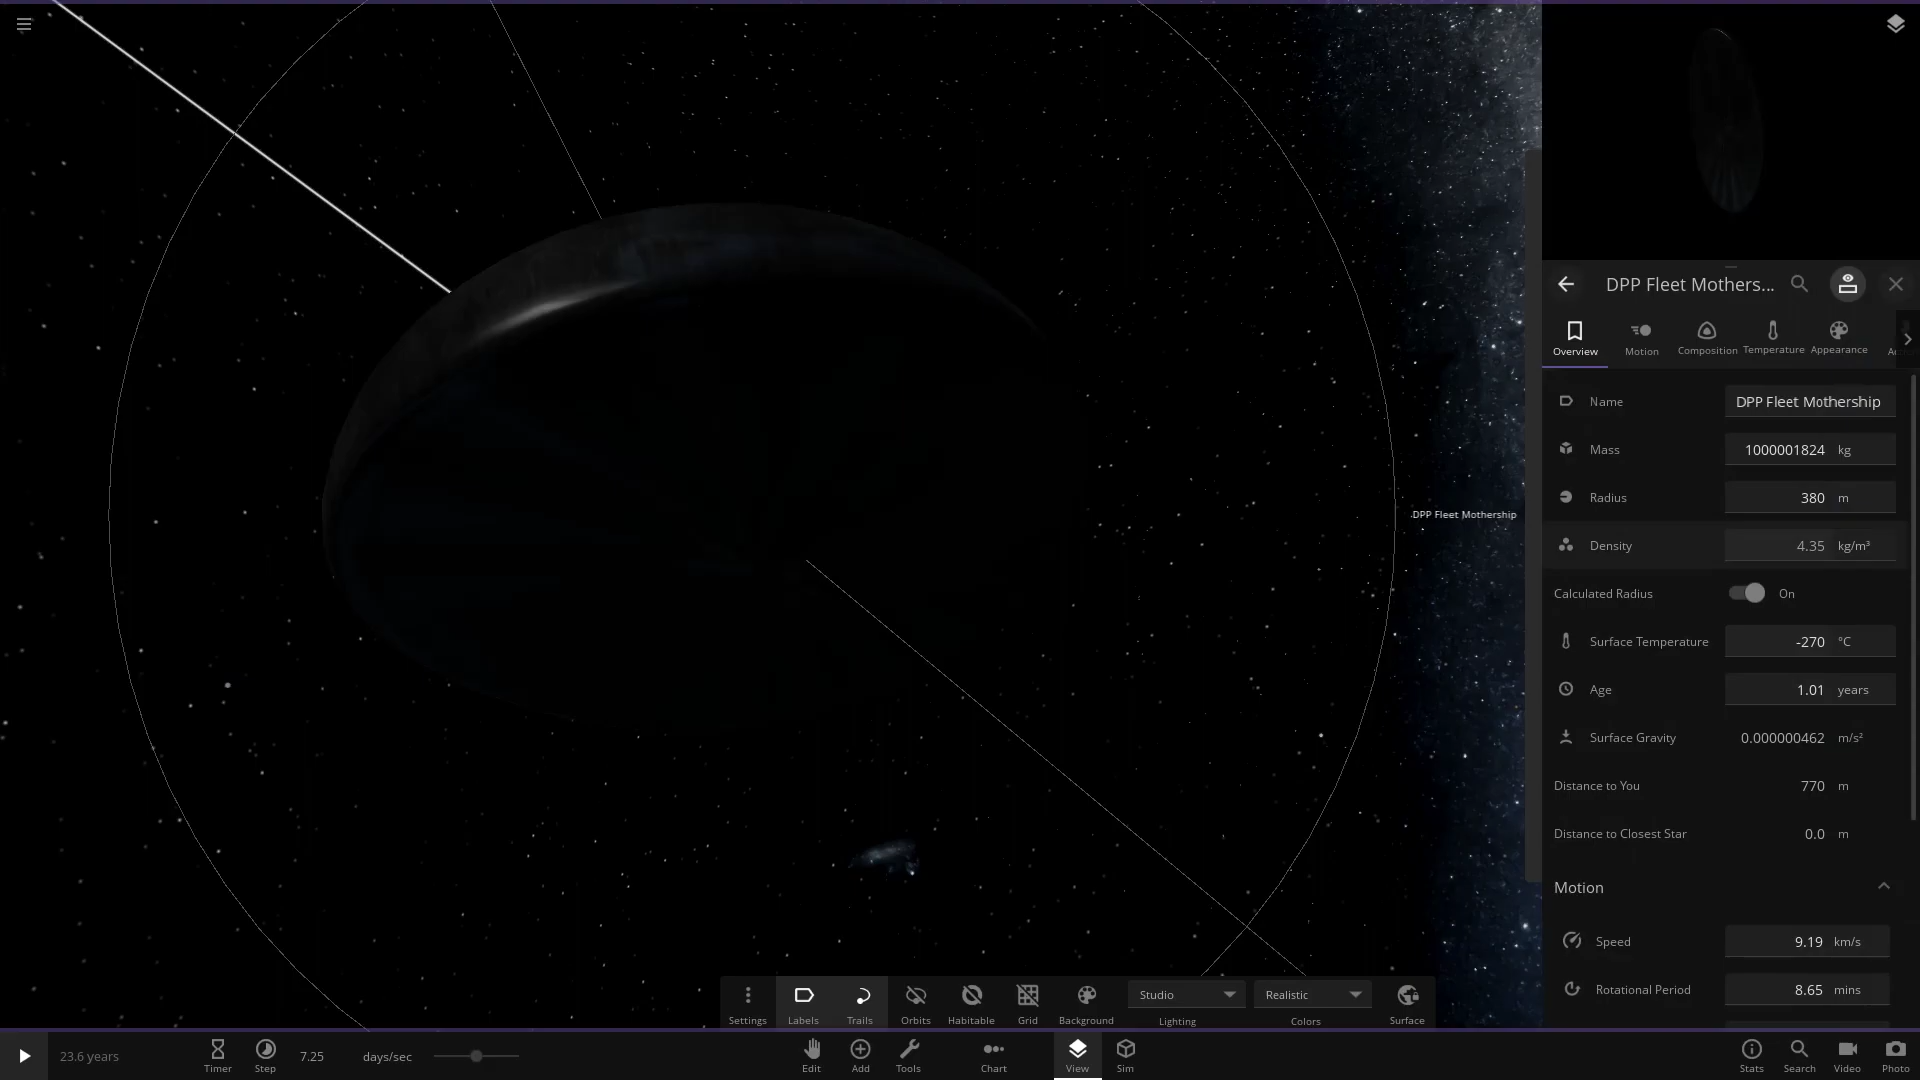 DPP Fleet Mothers...
Overview
Motion
Composition
Temperature
Appearance
Name
DPP Fleet Mothership
Mass
1000001824 kg
Radius
380 m
Density
4.35 kg/m³
Calculated Radius
On
Surface Temperature
-270 °C
Age
1.01 years
Surface Gravity
0.000000462 m/s²
Distance to You
770 m
Distance to Closest Star
0.0 m
Motion
Speed
9.19 km/s
Rotational Period
8.65 mins
DPP Fleet Mothership
Settings
Labels
Trails
Orbits
Habitable
Grid
Background
Studio
Lighting
Realistic
Colors
Surface
23.6 years
Timer
Step
7.25 days/sec
Edit
Add
Tools
Chart
View
Sim
Stats
Search
Video
Photo